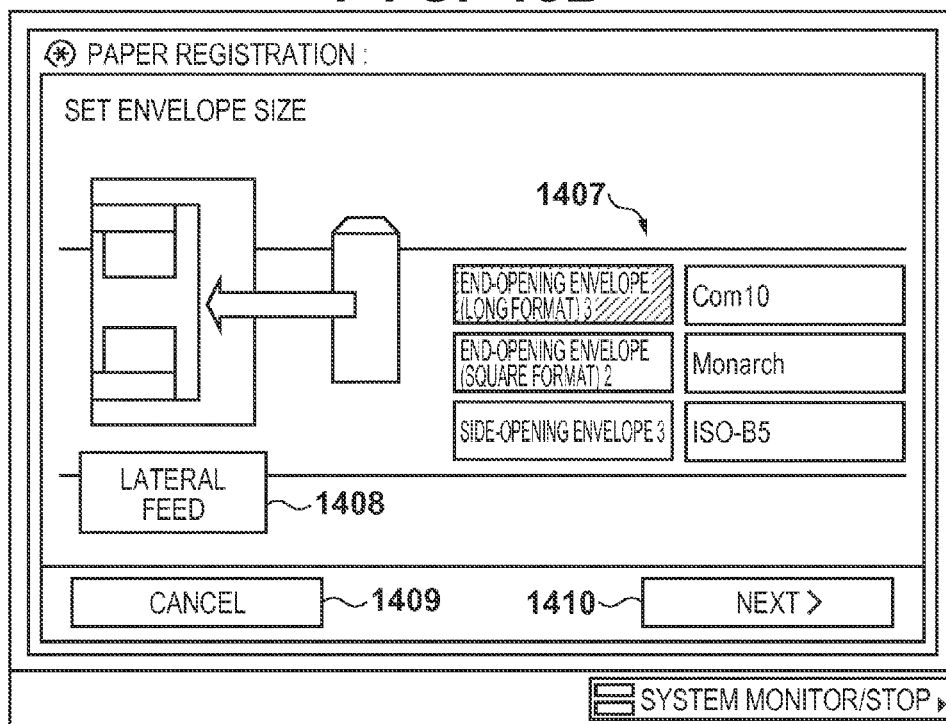 PAPER REGISTRATION :
SET ENVELOPE SIZE
1407
END-OPENING ENVELOPE
(LONG FORMAT) 3
Com10
END-OPENING ENVELOPE
(SQUARE FORMAT) 2
Monarch
SIDE-OPENING ENVELOPE 3
ISO-B5
LATERAL
FEED
1408
CANCEL
1409
1410
NEXT >
SYSTEM MONITOR/STOP